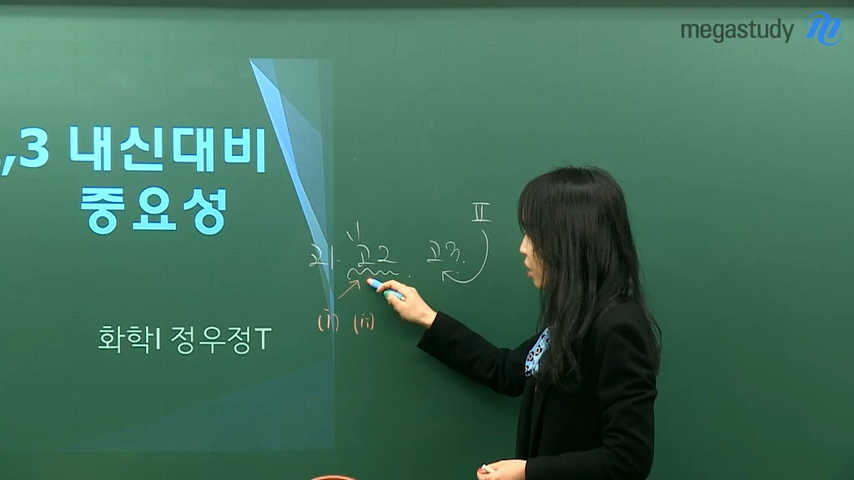 megastudy
,3 내신대비
중요성
화학I 정우정T
II
고1. 고2. 고3.
(i) (ii)